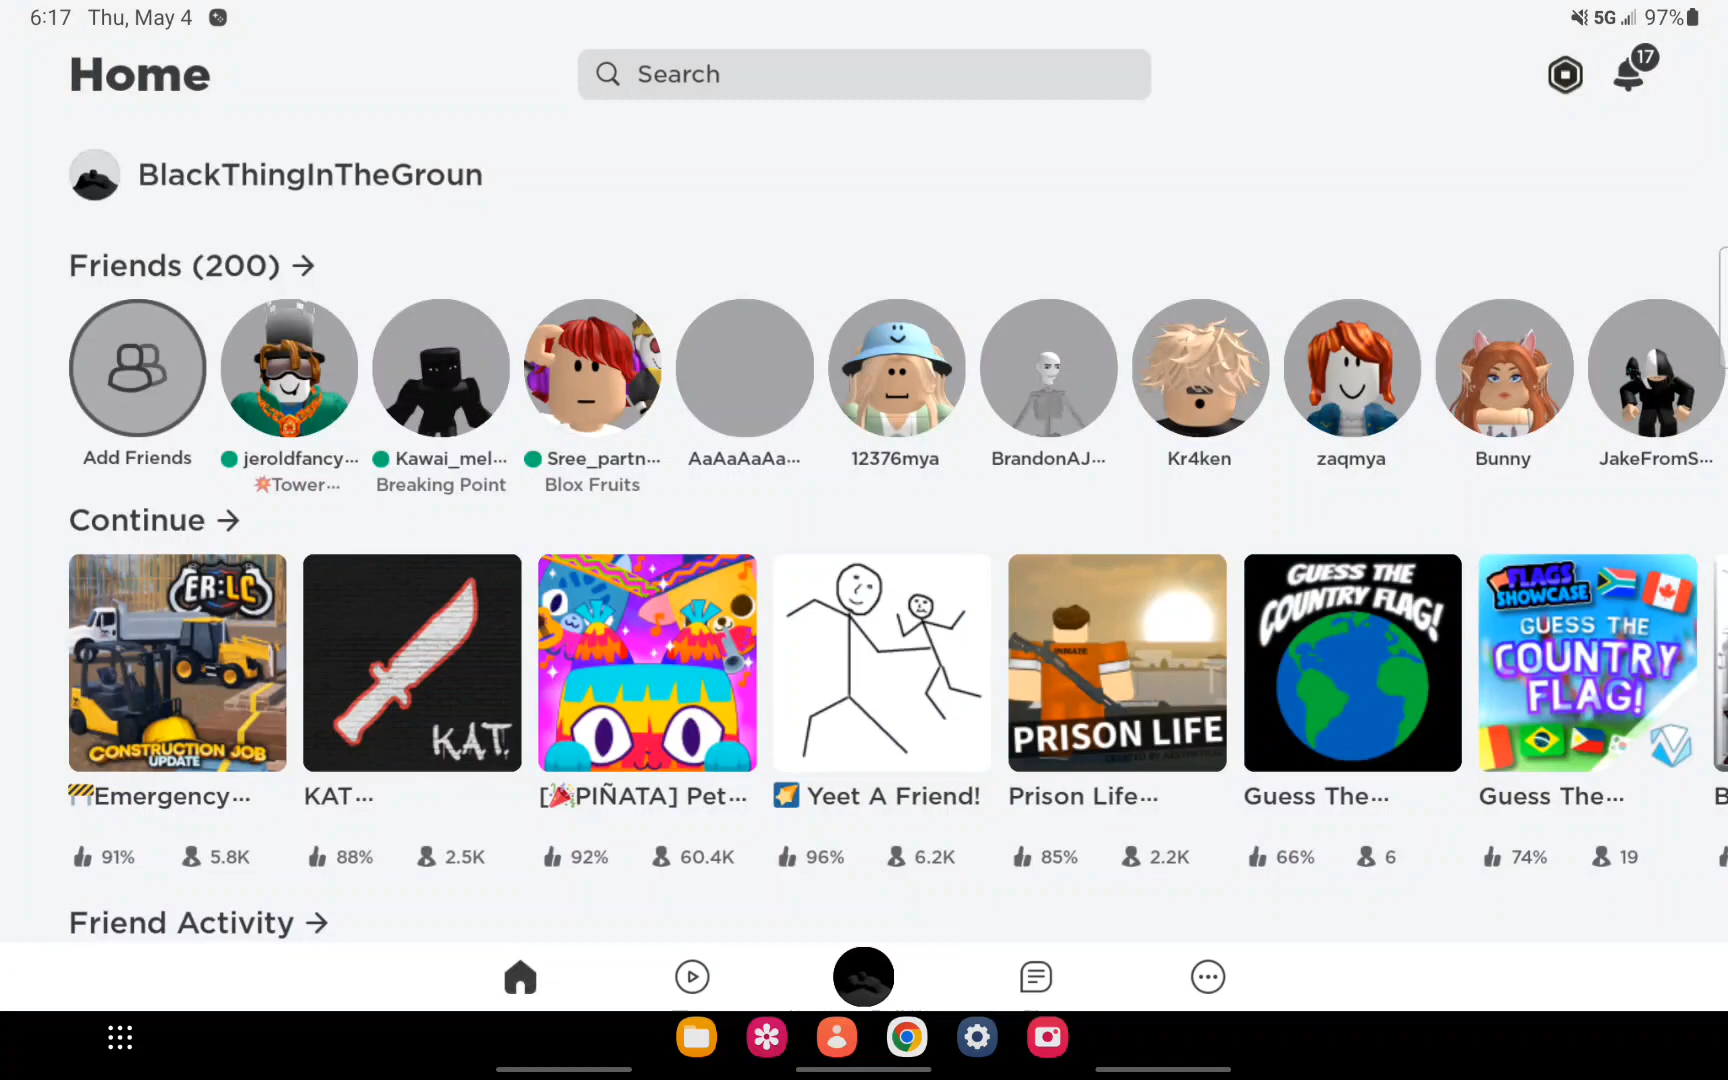 6:17 Thu, May 4
5G 97%
Home
Search
17
BlackThingInTheGroun
Friends (200) →
Add Friends
jeroldfancy...
💥Tower...
Kawai_mel...
Breaking Point
Sree_partn...
Blox Fruits
AaAaAaAa...
12376mya
BrandonAJ...
Kr4ken
zaqmya
Bunny
JakeFromS...
Continue →
ER:LC
CONSTRUCTION JOB
UPDATE
KAT.
INMATE
PRISON LIFE
GUESS THE
COUNTRY FLAG!
FLAGS
SHOWCASE
GUESS THE
COUNTRY
FLAG!
🚧Emergency...
91% 5.8K
KAT...
88% 2.5K
[🎉PIÑATA] Pet...
92% 60.4K
Yeet A Friend!
96% 6.2K
Prison Life...
85% 2.2K
Guess The...
66% 6
Guess The...
74% 19
Friend Activity →